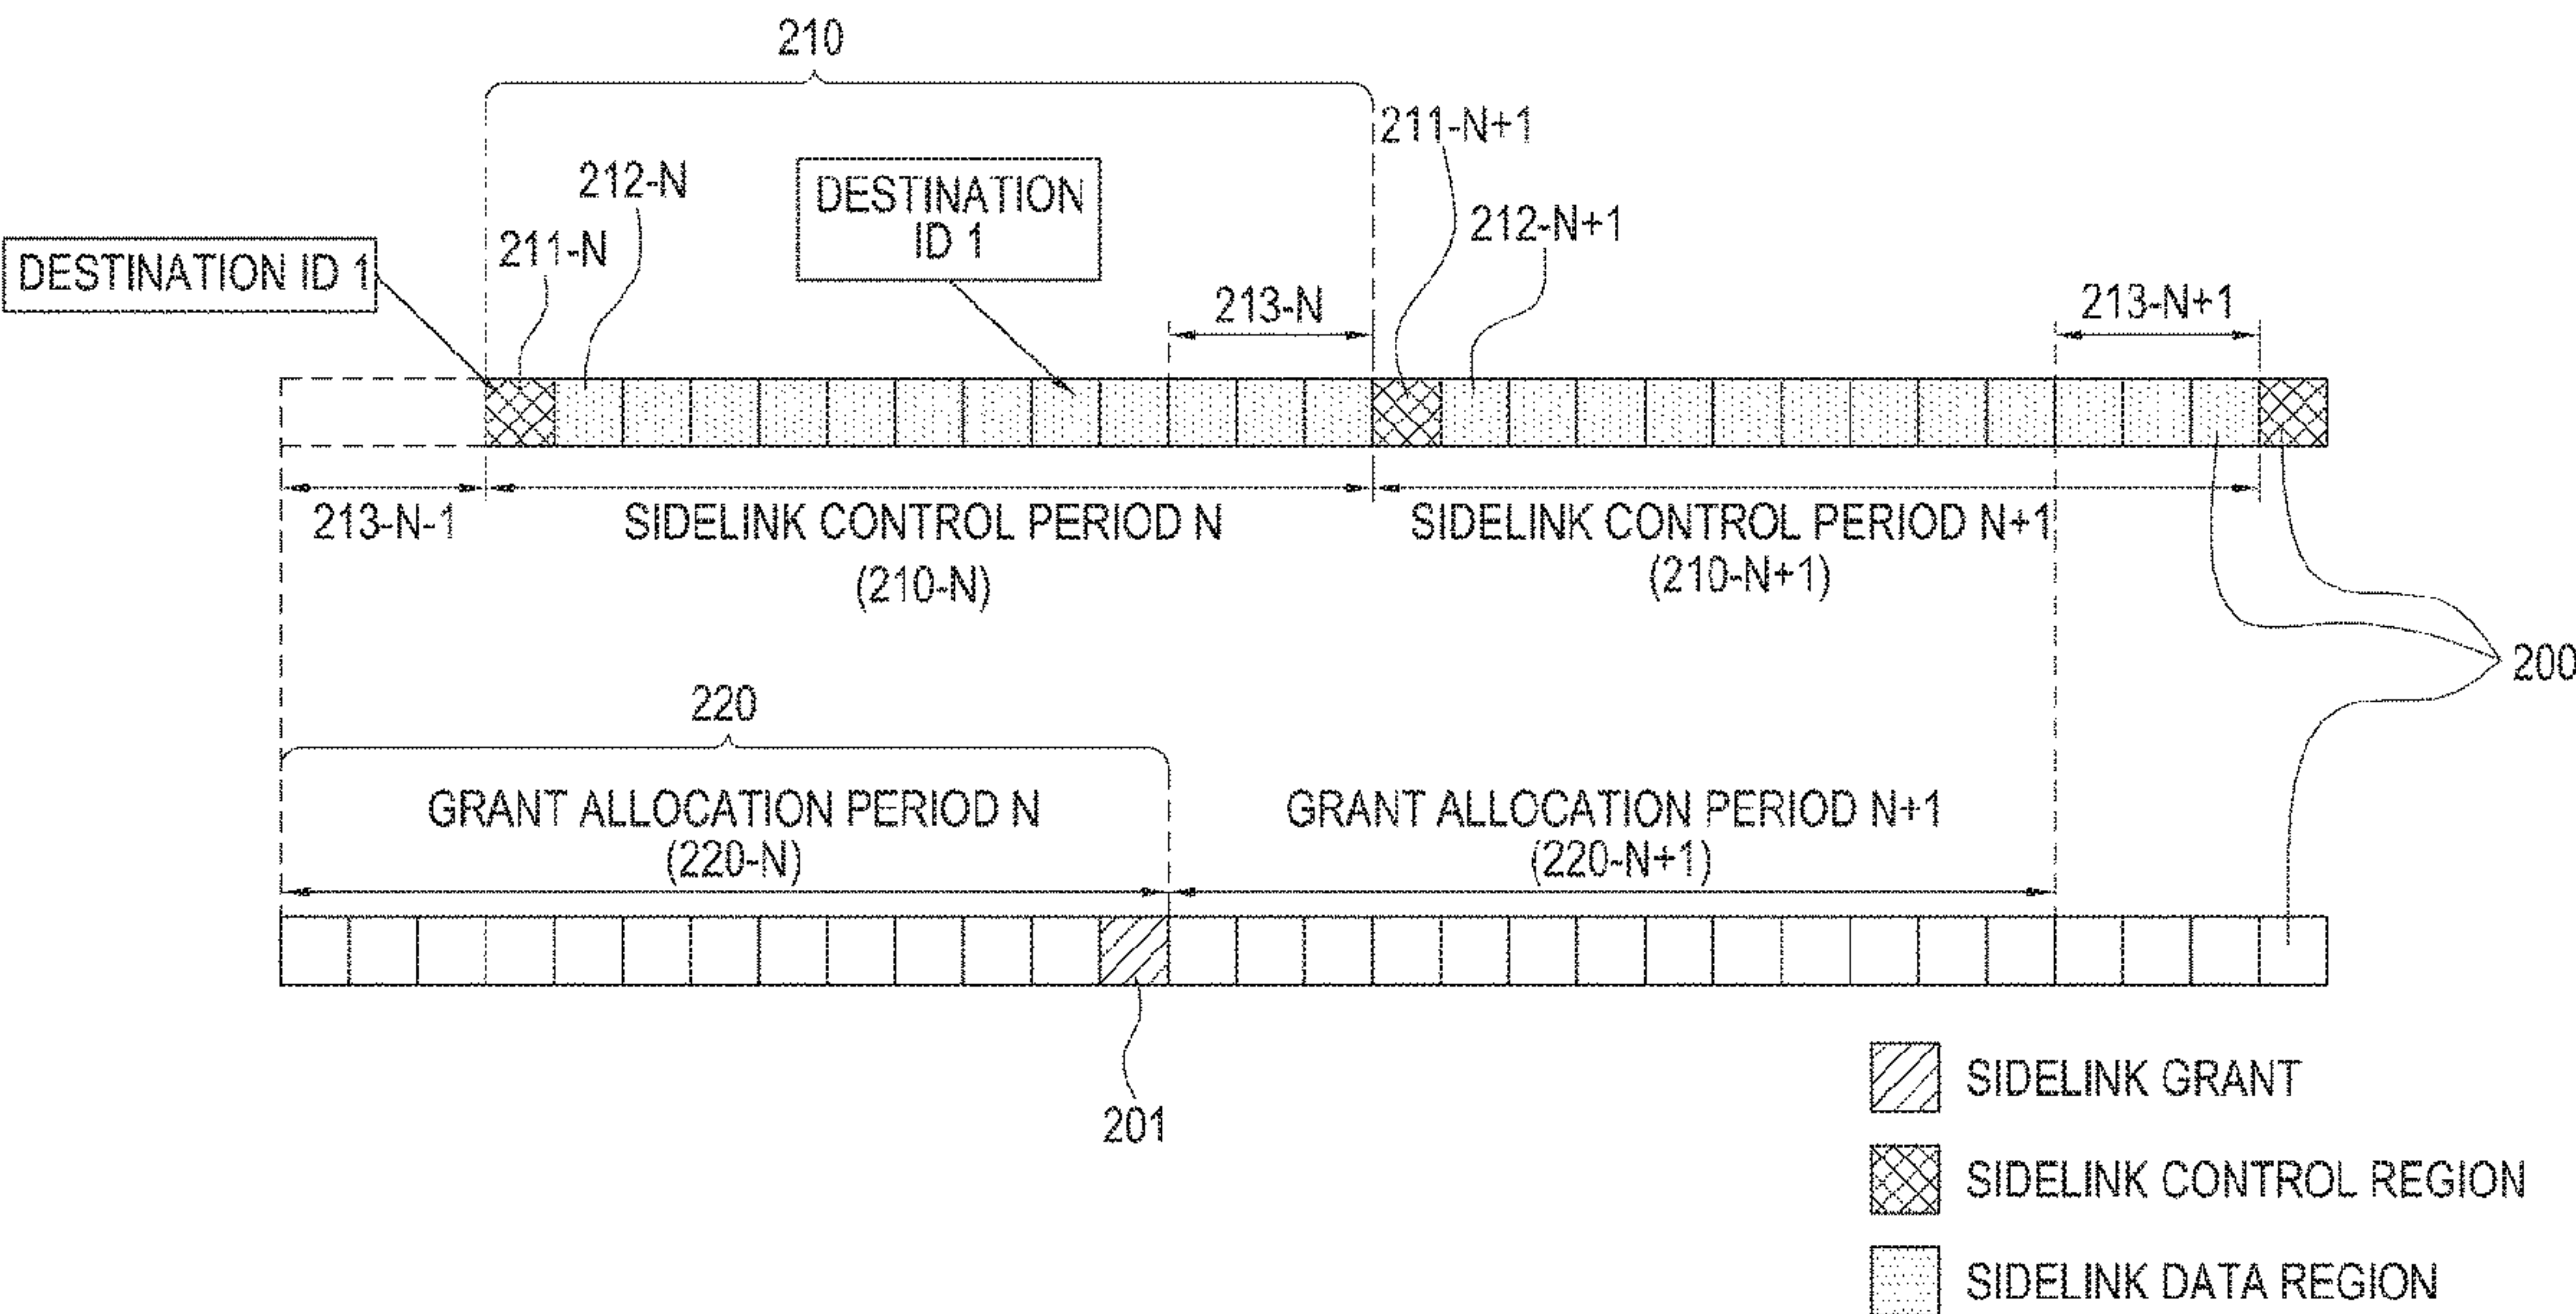 210
211-N+1
212-N
DESTINATION
ID 1
212-N+1
211-N
DESTINATION ID 1
213-N
213-N+1
213-N-1
SIDELINK CONTROL PERIOD N
(210-N)
SIDELINK CONTROL PERIOD N+1
(210-N+1)
200
220
GRANT ALLOCATION PERIOD N
(220-N)
GRANT ALLOCATION PERIOD N+1
(220-N+1)
201
SIDELINK GRANT
SIDELINK CONTROL REGION
SIDELINK DATA REGION